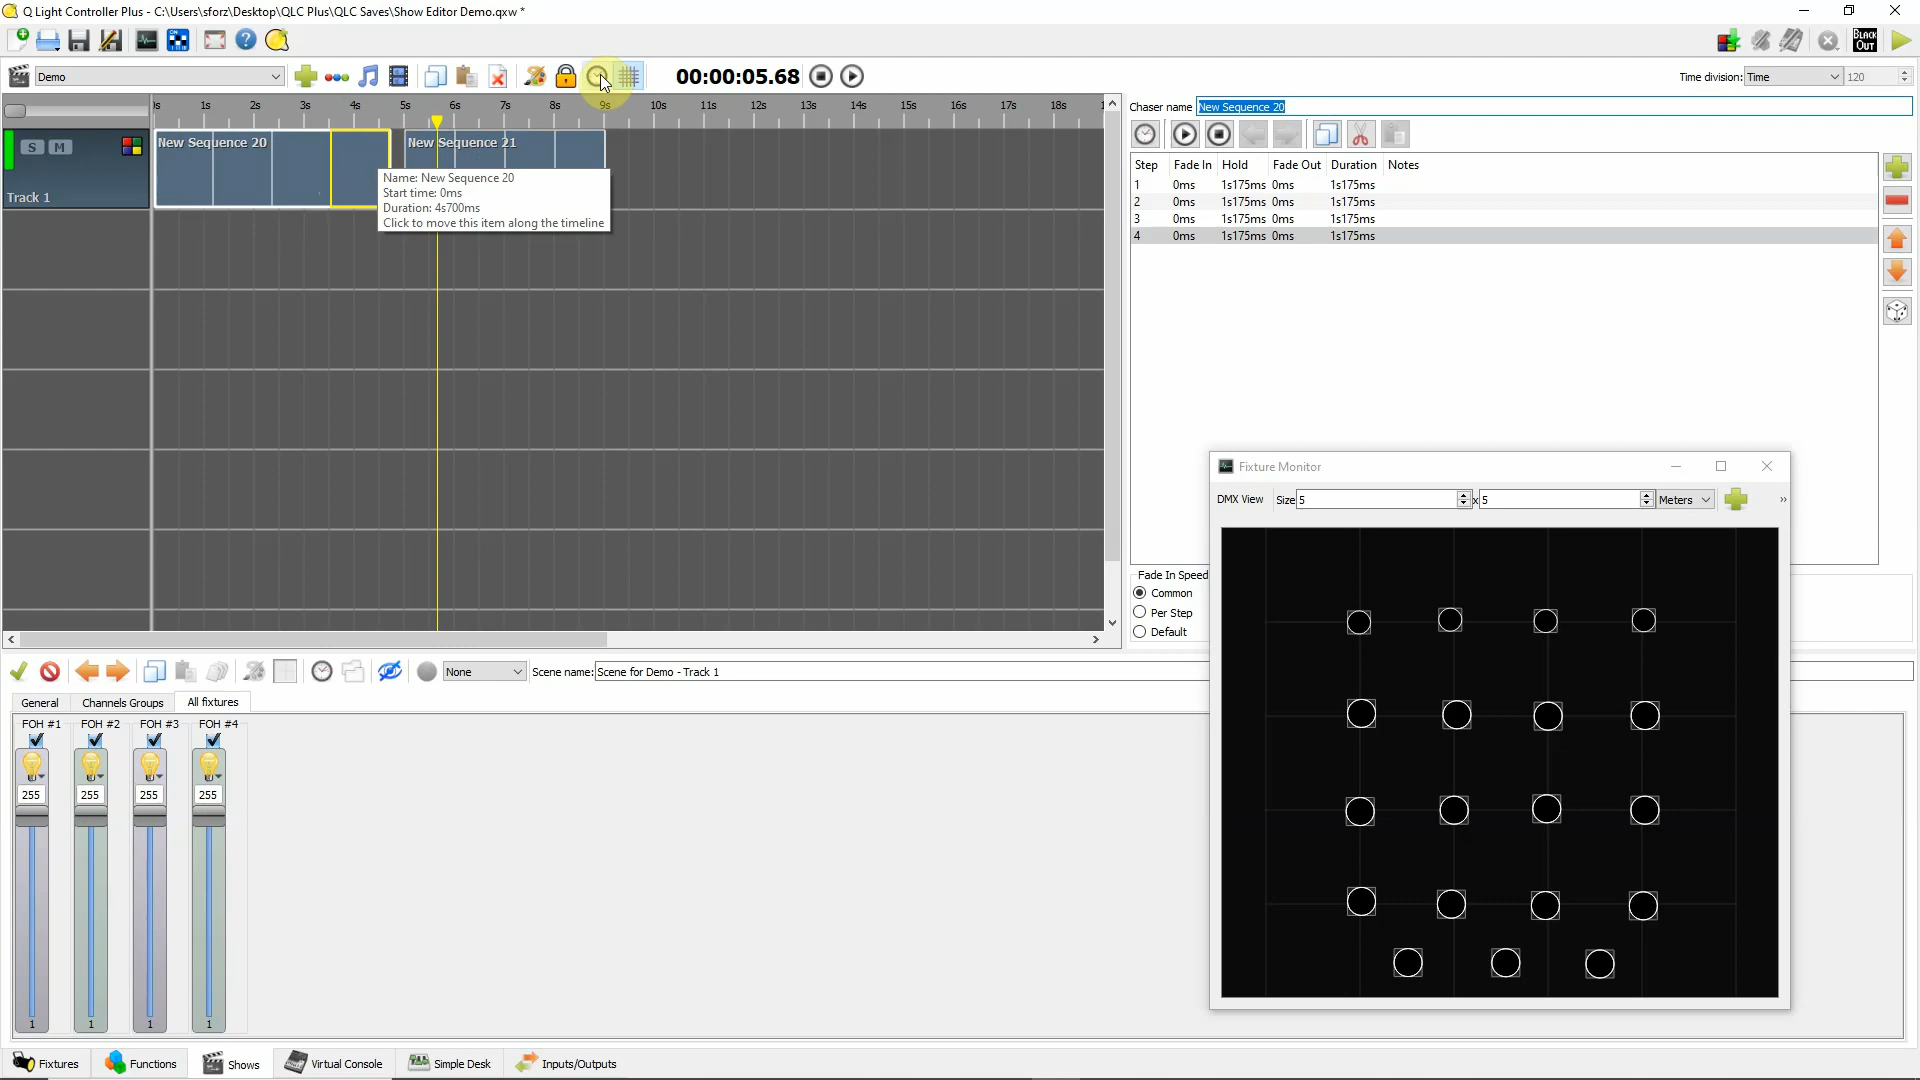 Q Light Controller Plus - C:\Users\sforz\Desktop\QLC Plus\QLC Saves\Show Editor Demo.qxw *
BLACK OUT
Demo
00:00:05.68
Time division: Time 120
1s 2s 3s 4s 5s 6s 7s 8s 9s 10s 11s 12s 13s 14s 15s 16s 17s 18s
Chaser name New Sequence 20
S M
Track 1
New Sequence 20
New Sequence 21
Name: New Sequence 20
Start time: 0ms
Duration: 4s700ms
Click to move this item along the timeline
Step Fade In Hold Fade Out Duration Notes
1 0ms 1s175ms 0ms 1s175ms
2 0ms 1s175ms 0ms 1s175ms
3 0ms 1s175ms 0ms 1s175ms
4 0ms 1s175ms 0ms 1s175ms
Fixture Monitor
DMX View Size 5 x 5 Meters »
Fade In Speed
Common
Per Step
Default
None Scene name: Scene for Demo - Track 1
General Channels Groups All fixtures
FOH #1 FOH #2 FOH #3 FOH #4
255 255 255 255
1 1 1 1
Fixtures Functions Shows Virtual Console Simple Desk Inputs/Outputs